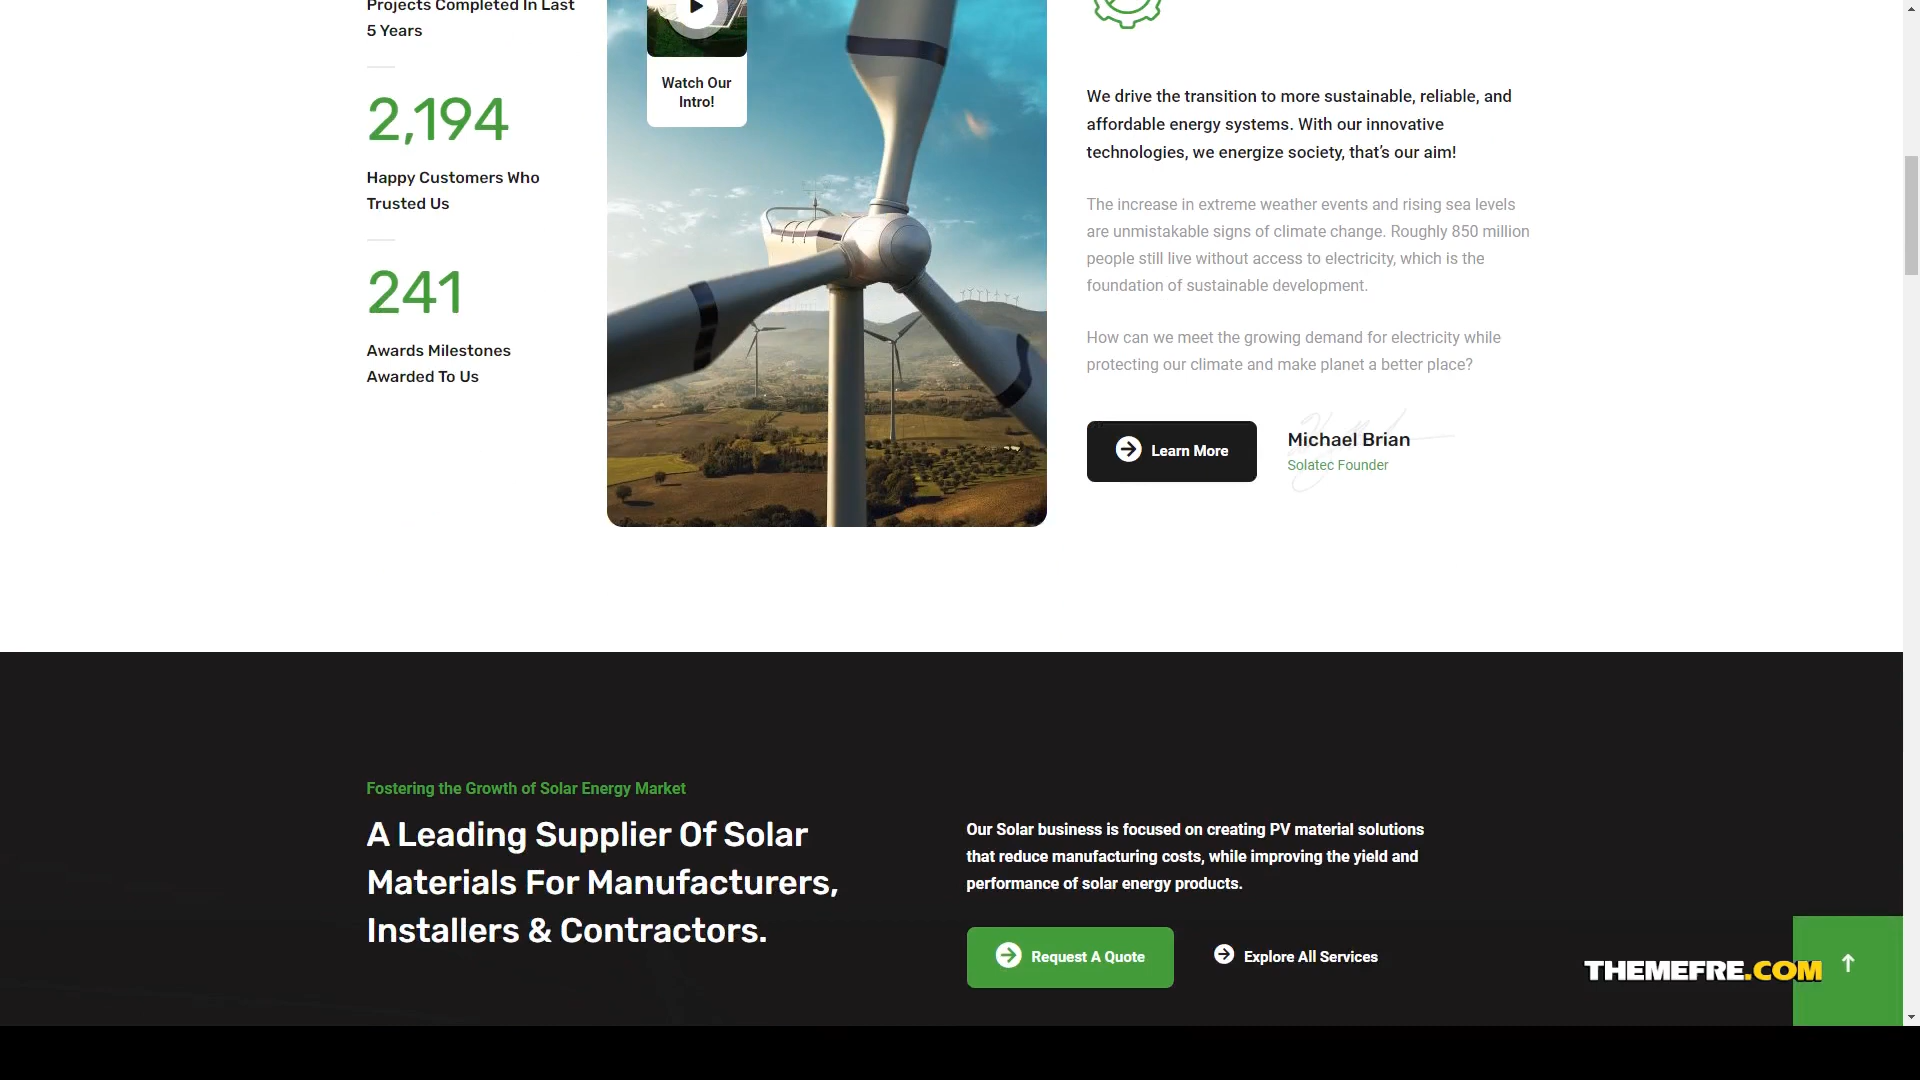 Projects Completed In Last
5 Years
2,194
Happy Customers Who
Trusted Us
241
Awards Milestones
Awarded To Us
Watch Our
Intro!
We drive the transition to more sustainable, reliable, and
affordable energy systems. With our innovative
technologies, we energize society, that’s our aim!
The increase in extreme weather events and rising sea levels
are unmistakable signs of climate change. Roughly 850 million
people still live without access to electricity, which is the
foundation of sustainable development.
How can we meet the growing demand for electricity while
protecting our climate and make planet a better place?
Learn More
Michael Brian
Solatec Founder
Fostering the Growth of Solar Energy Market
A Leading Supplier Of Solar
Materials For Manufacturers,
Installers & Contractors.
Our Solar business is focused on creating PV material solutions
that reduce manufacturing costs, while improving the yield and
performance of solar energy products.
Request A Quote
Explore All Services
THEMEFRE.COM